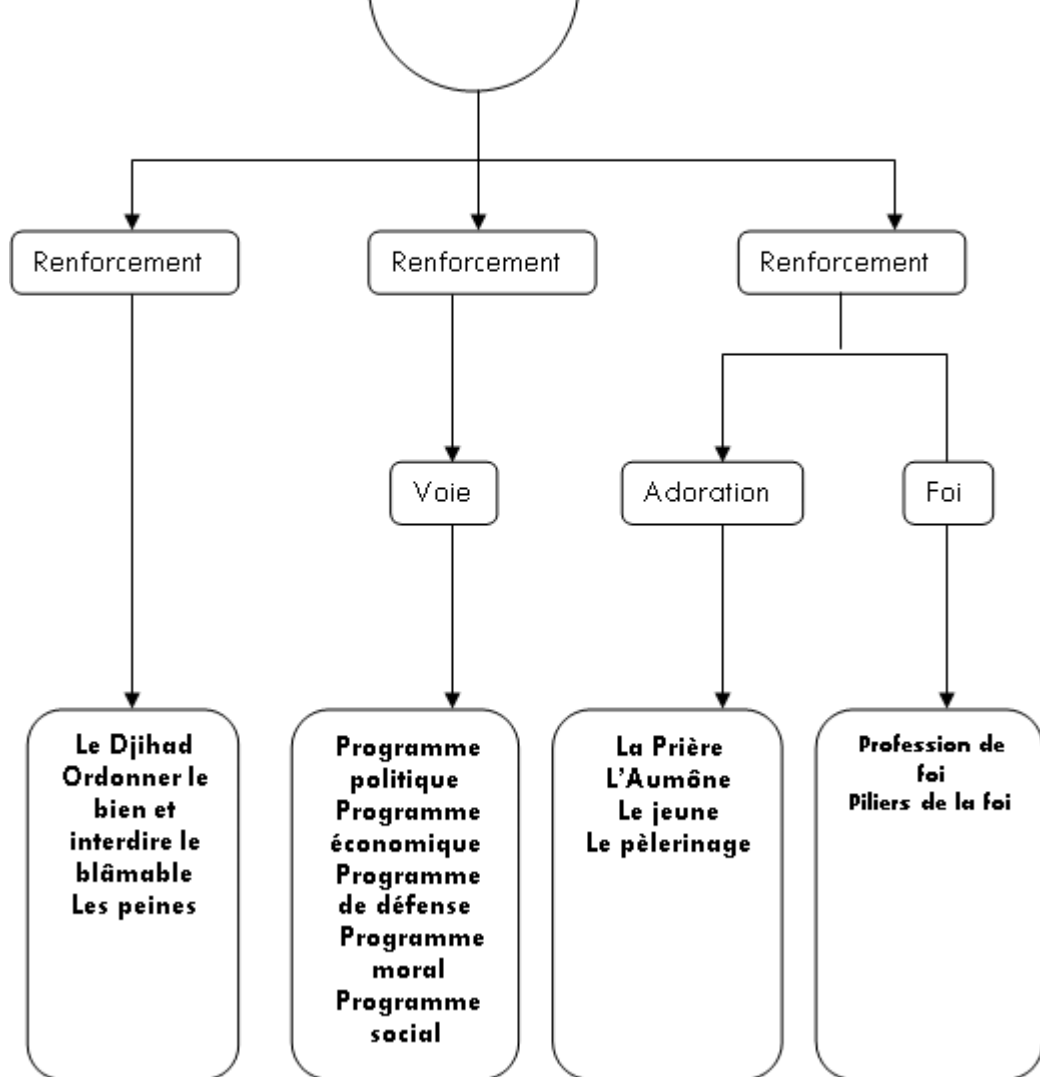 Renforcement
Renforcement
Renforcement
Voie
Adoration
Foi
Le Djihad
Ordonner le
bien et
interdire le
blâmable
Les peines
Programme
politique
Programme
économique
Programme
de défense
Programme
moral
Programme
social
La Prière
L'Aumône
Le jeune
Le pèlerinage
Profession de
foi
Piliers de la foi